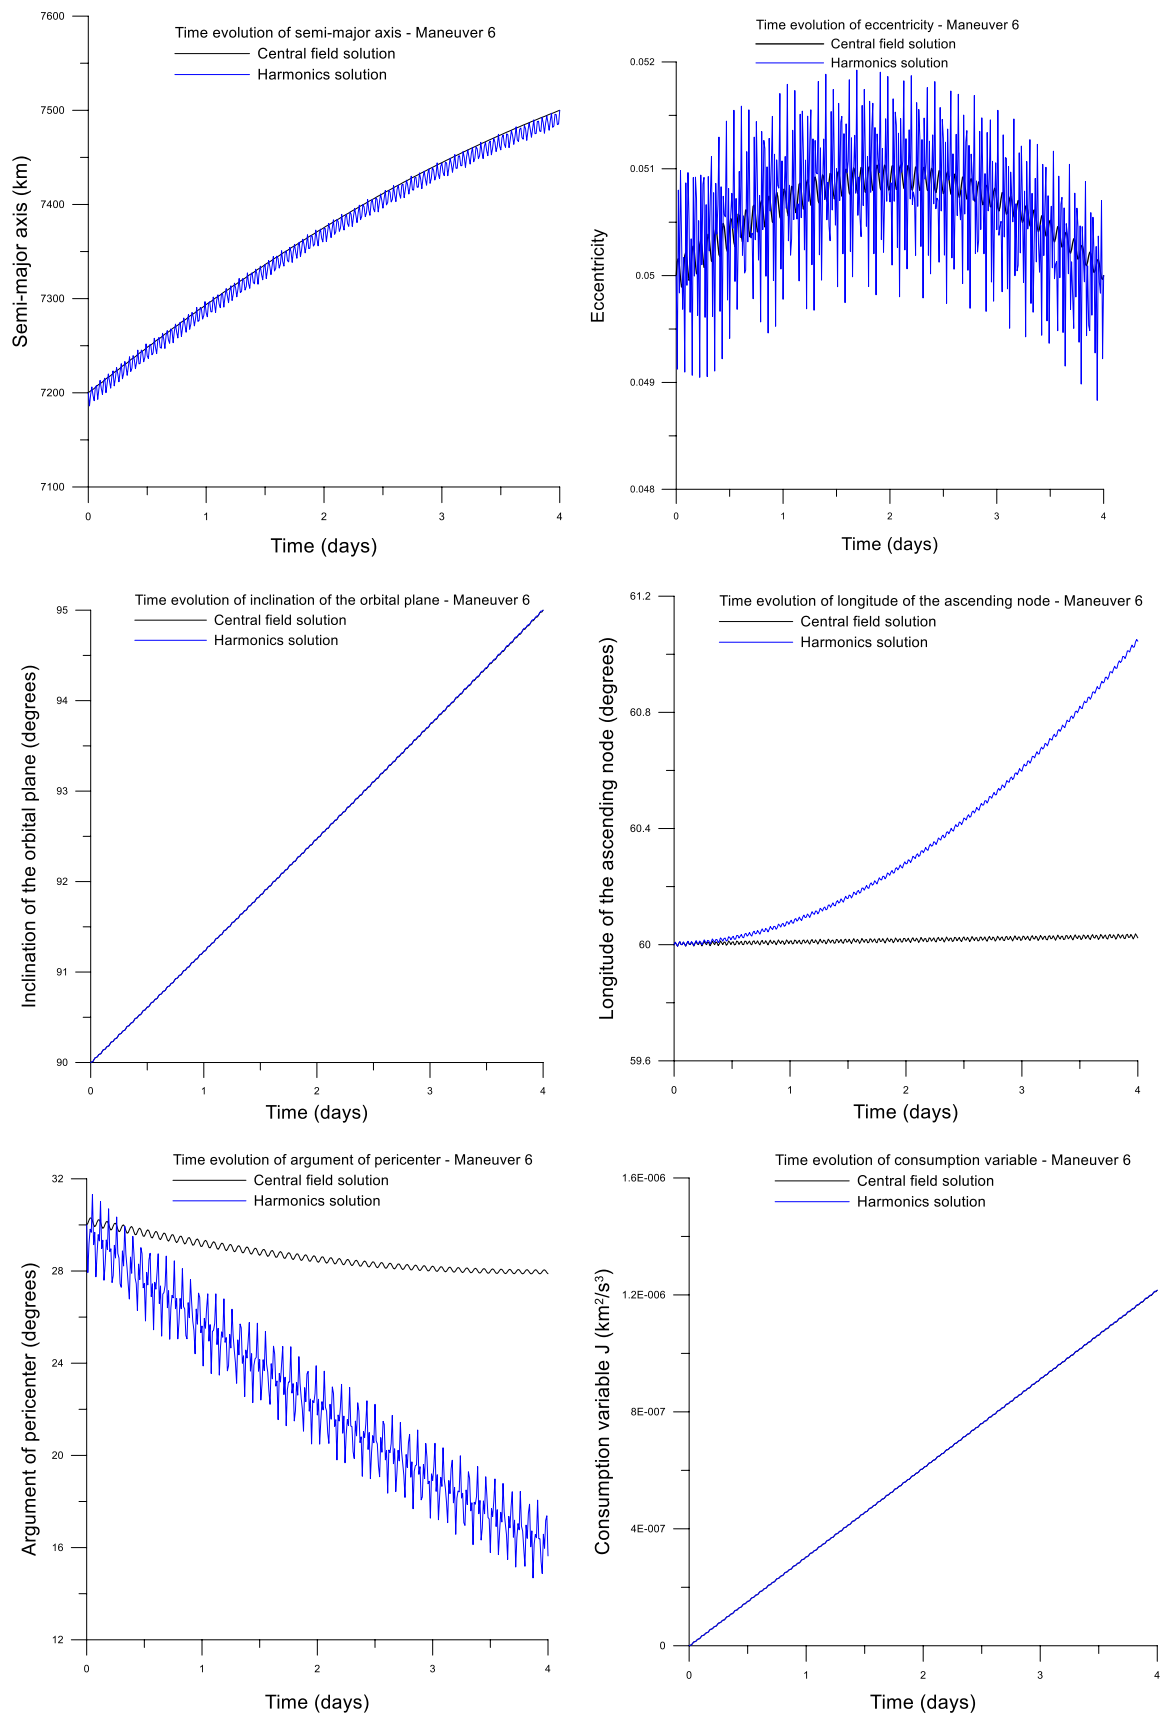 Time evolution of semi-major axis - Maneuver 6
Central field solution
Harmonics solution
7600
7500
7400
7300
7200
7100
Semi-major axis (km)
0 1 2 3 4
Time (days)
Time evolution of eccentricity - Maneuver 6
Central field solution
Harmonics solution
0.052
0.051
0.05
0.049
0.048
Eccentricity
0 1 2 3 4
Time (days)
Time evolution of inclination of the orbital plane - Maneuver 6
Central field solution
Harmonics solution
95
94
93
92
91
90
Inclination of the orbital plane (degrees)
0 1 2 3 4
Time (days)
Time evolution of longitude of the ascending node - Maneuver 6
Central field solution
Harmonics solution
61.2
60.8
60.4
60
59.6
Longitude of the ascending node (degrees)
0 1 2 3 4
Time (days)
Time evolution of argument of pericenter - Maneuver 6
Central field solution
Harmonics solution
32
28
24
20
16
12
Argument of pericenter (degrees)
0 1 2 3 4
Time (days)
Time evolution of consumption variable - Maneuver 6
Central field solution
Harmonics solution
1.6E-006
1.2E-006
8E-007
4E-007
0
Consumption variable J (km²/s³)
0 1 2 3 4
Time (days)